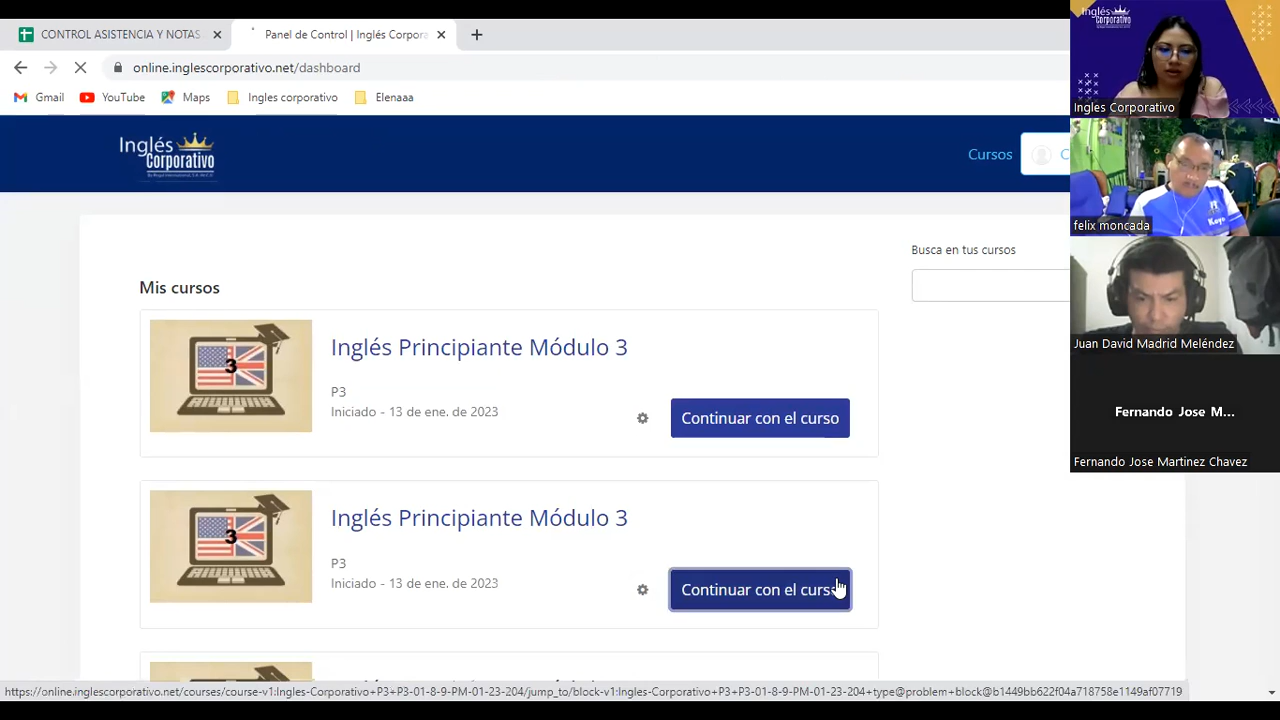 CONTROL ASISTENCIA Y NOTAS
Panel de Control | Inglés Corpora
online.inglescorporativo.net/dashboard
Gmail
YouTube
Maps
Ingles corporativo
Elenaaa
Inglés
Corporativo
Cursos
C
Busca en tus cursos
Mis cursos
3
Inglés Principiante Módulo 3
P3
Iniciado - 13 de ene. de 2023
Continuar con el curso
3
Inglés Principiante Módulo 3
P3
Iniciado - 13 de ene. de 2023
Continuar con el curso
https://online.inglescorporativo.net/courses/course-v1:Ingles-Corporativo+P3+P3-01-8-9-PM-01-23-204/jump_to/block-v1:Ingles-Corporativo+P3+P3-01-8-9-PM-01-23-204+type@problem+block@b1449bb622f04a718758e1149af07719
Inglés
Corporativo
Ingles Corporativo
felix moncada
Juan David Madrid Meléndez
Fernando Jose M...
Fernando Jose Martinez Chavez